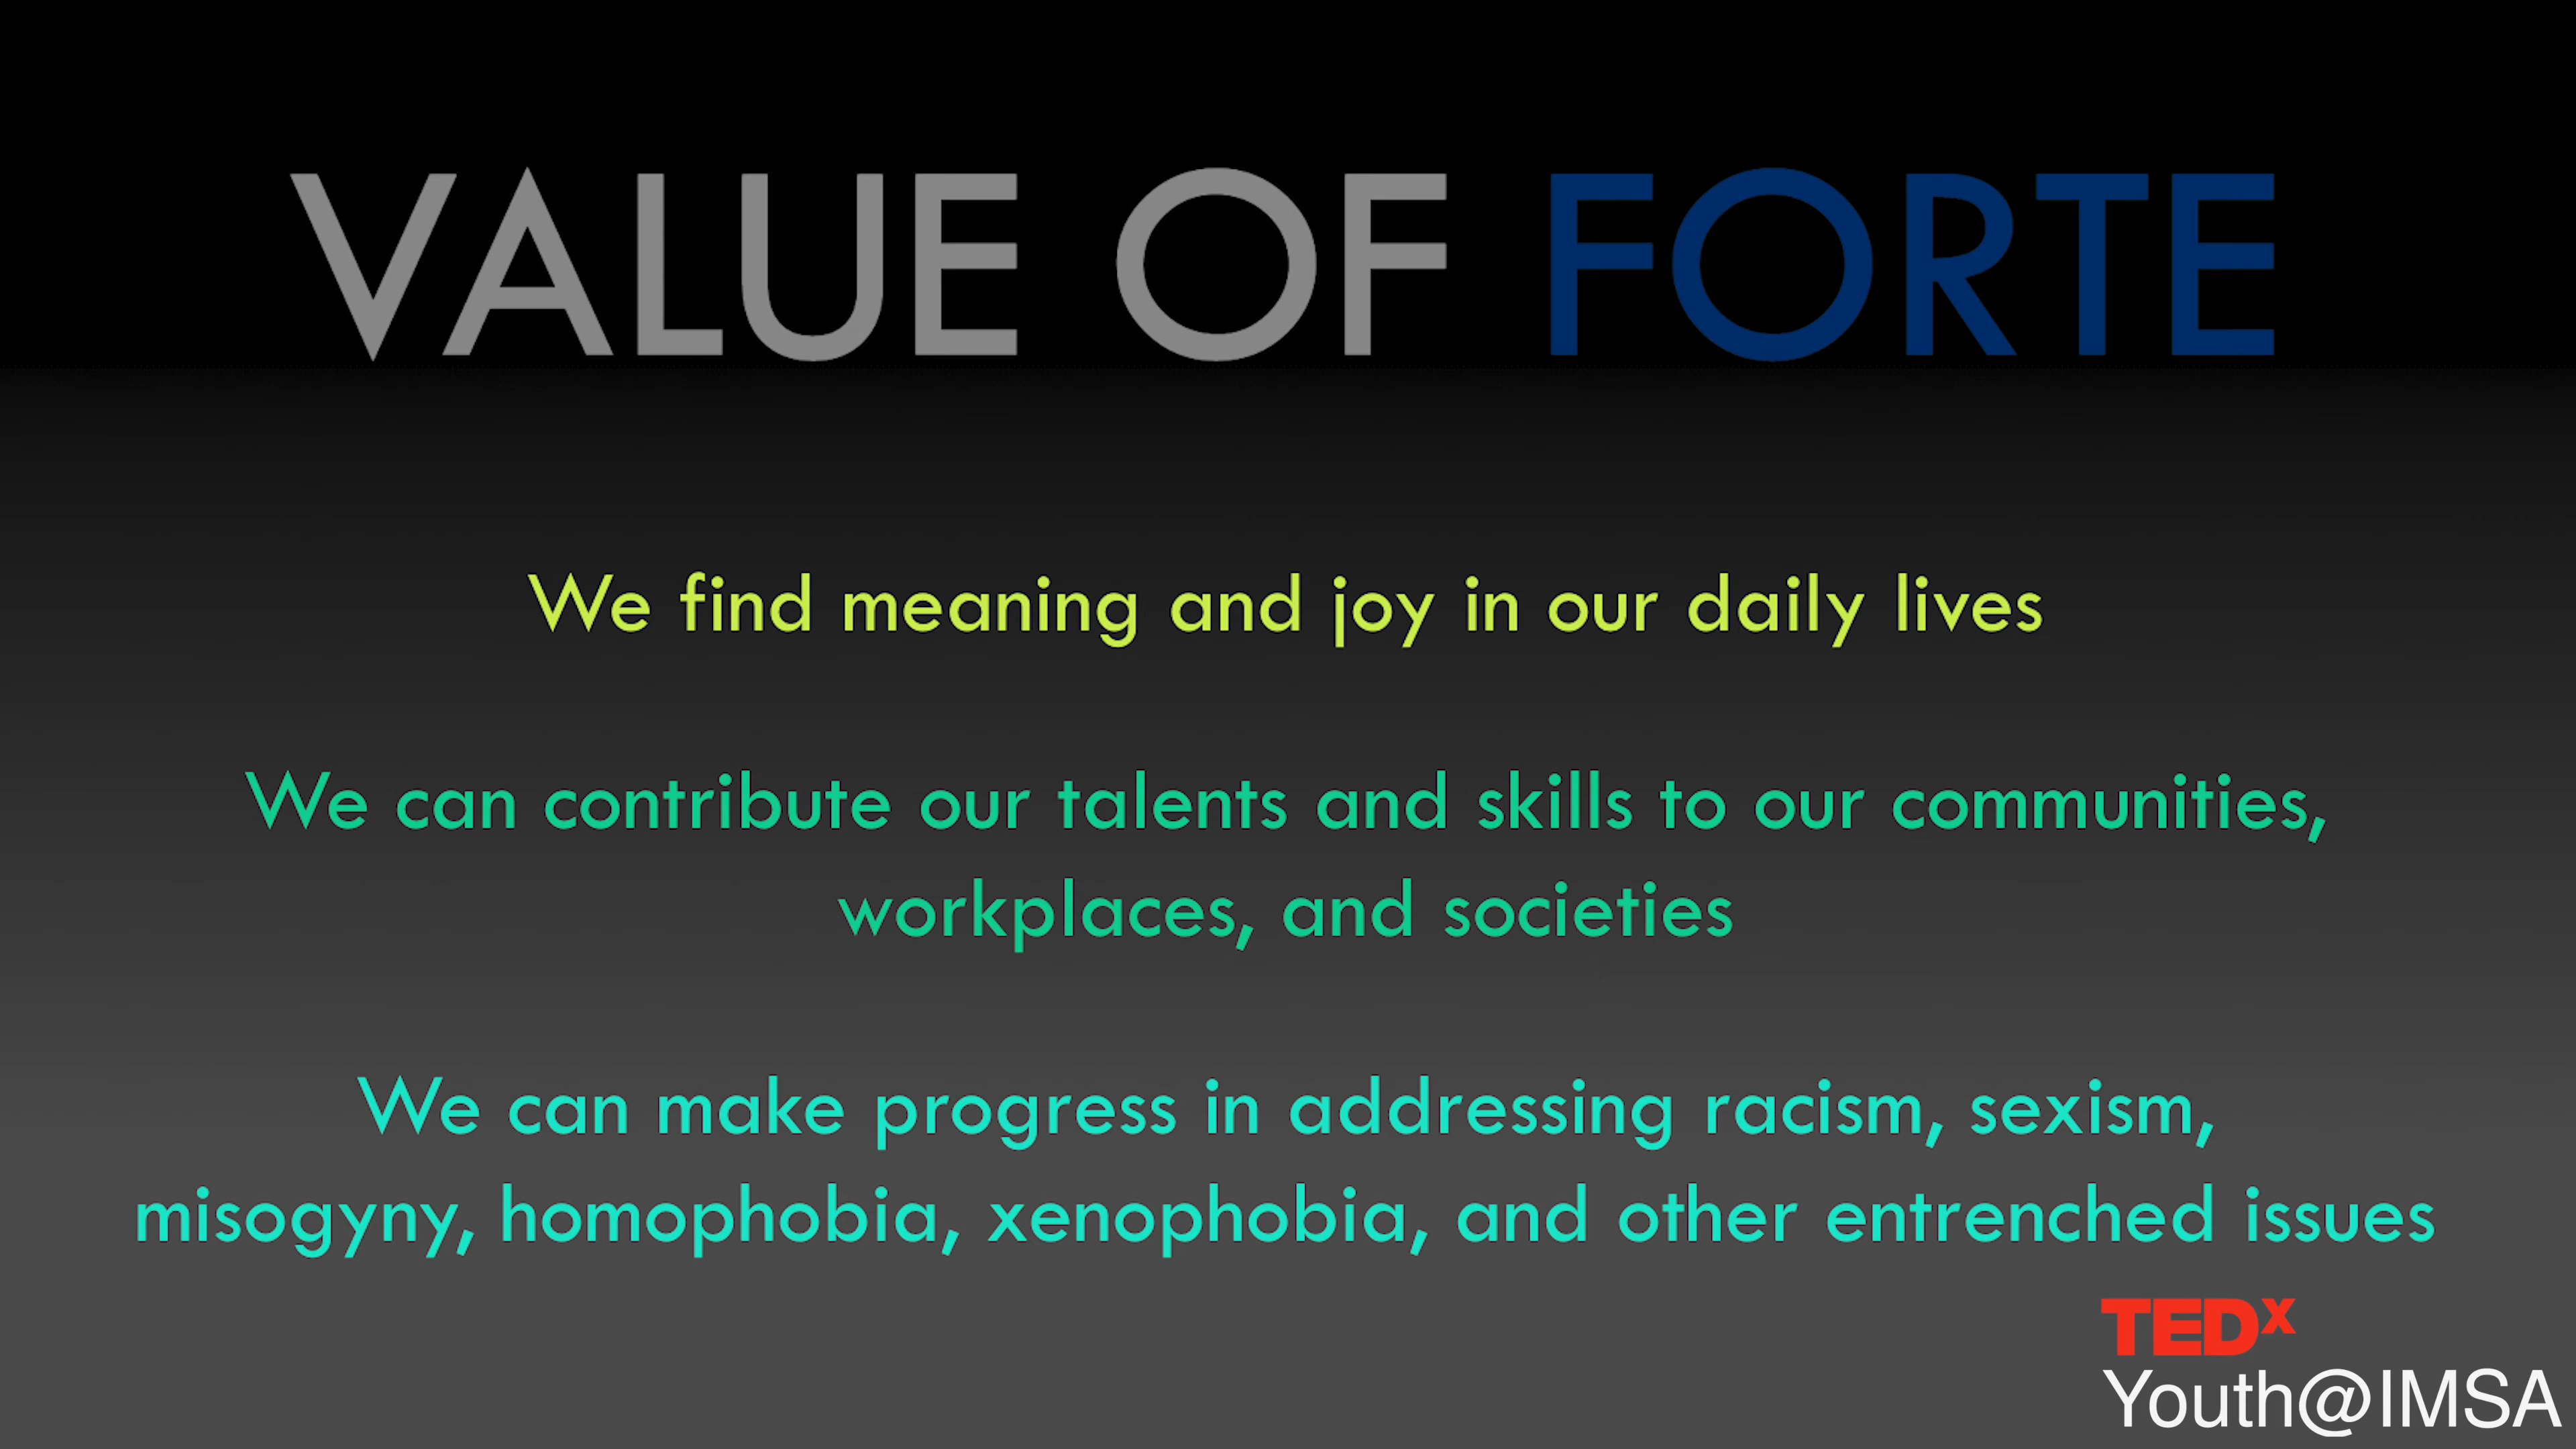 VALUE OF FORTE
We find meaning and joy in our daily lives
We can contribute our talents and skills to our communities,
workplaces, and societies
We can make progress in addressing racism, sexism,
misogyny, homophobia, xenophobia, and other entrenched issues
TEDx
Youth@IMSA